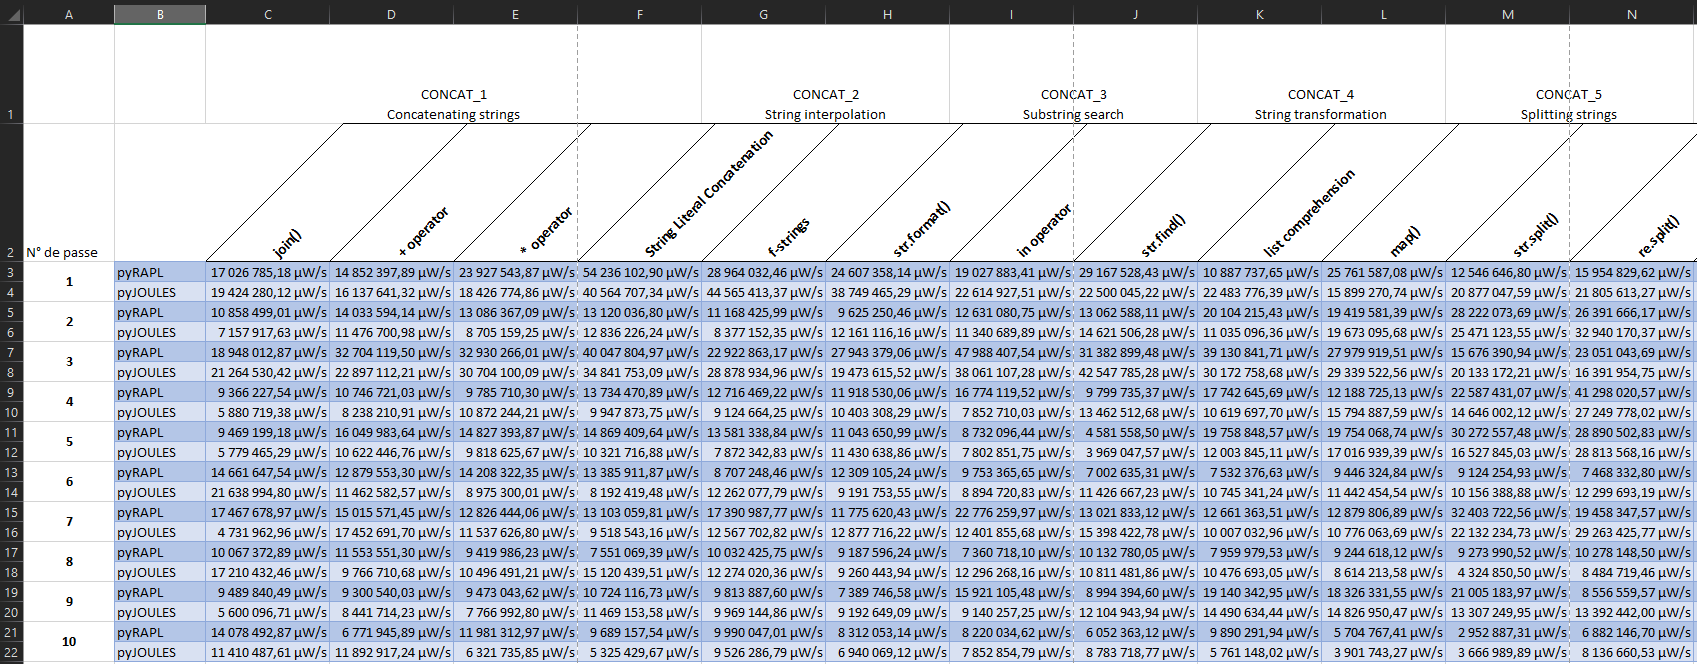 A B C D E F G H I J K L M N
CONCAT_1 CONCAT_2 CONCAT_3 CONCAT_4 CONCAT_5
1 Concatenating strings String interpolation Substring search String transformation Splitting strings
2 N° de passe join() + operator * operator String Literal Concatenation f-strings str.format() in operator str.find() list comprehension map() str.split() re.split()
3 1 pyRAPL 17 026 785,18 µW/s 14 852 397,89 µW/s 23 927 543,87 µW/s 54 236 102,90 µW/s 28 964 032,46 µW/s 24 607 358,14 µW/s 19 027 883,41 µW/s 29 167 528,43 µW/s 10 887 737,65 µW/s 25 761 587,08 µW/s 12 546 646,80 µW/s 15 954 829,62 µW/s
4 pyJOULES 19 424 280,12 µW/s 16 137 641,32 µW/s 18 426 774,86 µW/s 40 564 707,34 µW/s 44 565 413,37 µW/s 38 749 465,29 µW/s 22 614 927,51 µW/s 22 500 045,22 µW/s 22 483 776,39 µW/s 15 899 270,74 µW/s 20 877 047,59 µW/s 21 805 613,27 µW/s
5 2 pyRAPL 10 858 499,01 µW/s 14 033 594,14 µW/s 13 086 367,09 µW/s 13 120 036,80 µW/s 11 168 425,99 µW/s 9 625 250,46 µW/s 12 631 080,75 µW/s 13 062 588,11 µW/s 20 104 215,43 µW/s 19 419 581,39 µW/s 28 222 073,69 µW/s 26 391 666,17 µW/s
6 pyJOULES 7 157 917,63 µW/s 11 476 700,98 µW/s 8 705 159,25 µW/s 12 836 226,24 µW/s 8 377 152,35 µW/s 12 161 116,16 µW/s 11 340 689,89 µW/s 14 621 506,28 µW/s 11 035 096,36 µW/s 19 673 095,68 µW/s 25 471 123,55 µW/s 32 940 170,37 µW/s
7 3 pyRAPL 18 948 012,87 µW/s 32 704 119,50 µW/s 32 930 266,01 µW/s 40 047 804,97 µW/s 22 922 863,17 µW/s 27 943 379,06 µW/s 47 988 407,54 µW/s 31 382 899,48 µW/s 39 130 841,71 µW/s 27 979 919,51 µW/s 15 676 390,94 µW/s 23 051 043,69 µW/s
8 pyJOULES 21 264 530,42 µW/s 22 897 112,21 µW/s 30 704 100,09 µW/s 34 841 753,09 µW/s 28 878 934,96 µW/s 19 473 615,52 µW/s 38 061 107,28 µW/s 42 547 785,28 µW/s 30 172 758,68 µW/s 29 339 522,56 µW/s 20 133 172,21 µW/s 16 391 954,75 µW/s
9 4 pyRAPL 9 366 227,54 µW/s 10 746 721,03 µW/s 9 785 710,30 µW/s 13 734 470,89 µW/s 12 716 469,22 µW/s 11 918 530,06 µW/s 16 774 119,52 µW/s 9 799 735,37 µW/s 17 742 645,69 µW/s 12 188 725,13 µW/s 22 587 431,07 µW/s 41 298 020,57 µW/s
10 pyJOULES 5 880 719,38 µW/s 8 238 210,91 µW/s 10 872 244,21 µW/s 9 947 873,75 µW/s 9 124 664,25 µW/s 10 403 308,29 µW/s 7 852 710,03 µW/s 13 462 512,68 µW/s 10 619 697,70 µW/s 15 794 887,59 µW/s 14 646 002,12 µW/s 27 249 778,02 µW/s
11 5 pyRAPL 9 469 199,18 µW/s 16 049 983,64 µW/s 14 827 393,87 µW/s 14 869 409,64 µW/s 13 581 338,84 µW/s 11 043 650,99 µW/s 8 732 096,44 µW/s 4 581 558,50 µW/s 19 758 848,57 µW/s 19 754 068,74 µW/s 30 272 557,48 µW/s 28 890 502,83 µW/s
12 pyJOULES 5 779 465,29 µW/s 10 622 446,76 µW/s 9 818 625,67 µW/s 10 321 716,88 µW/s 7 872 342,83 µW/s 11 430 638,86 µW/s 7 802 851,75 µW/s 3 969 047,57 µW/s 12 003 845,11 µW/s 17 016 939,39 µW/s 16 527 845,03 µW/s 28 813 568,16 µW/s
13 6 pyRAPL 14 661 647,54 µW/s 12 879 553,30 µW/s 14 208 322,35 µW/s 13 385 911,87 µW/s 8 707 248,46 µW/s 12 309 105,24 µW/s 9 753 365,65 µW/s 7 002 635,31 µW/s 7 532 376,63 µW/s 9 446 324,84 µW/s 9 124 254,93 µW/s 7 468 332,80 µW/s
14 pyJOULES 21 638 994,80 µW/s 11 462 582,57 µW/s 8 975 300,01 µW/s 8 192 419,48 µW/s 12 262 077,79 µW/s 9 191 753,55 µW/s 8 894 720,83 µW/s 11 426 667,23 µW/s 10 745 341,24 µW/s 11 442 454,54 µW/s 10 156 388,88 µW/s 12 299 693,19 µW/s
15 7 pyRAPL 17 467 678,97 µW/s 15 015 571,45 µW/s 12 826 444,06 µW/s 13 103 059,81 µW/s 17 390 987,77 µW/s 11 775 620,43 µW/s 22 776 259,97 µW/s 13 021 833,12 µW/s 12 661 363,51 µW/s 12 879 806,89 µW/s 32 403 722,56 µW/s 19 458 347,57 µW/s
16 pyJOULES 4 731 962,96 µW/s 17 452 691,70 µW/s 11 537 626,80 µW/s 9 518 543,16 µW/s 12 567 702,82 µW/s 12 877 716,22 µW/s 12 401 855,68 µW/s 15 398 422,78 µW/s 10 007 032,96 µW/s 10 776 063,69 µW/s 22 132 234,73 µW/s 29 263 425,77 µW/s
17 8 pyRAPL 10 067 372,89 µW/s 11 553 551,30 µW/s 9 419 986,23 µW/s 7 551 069,39 µW/s 10 032 425,75 µW/s 9 187 596,24 µW/s 7 360 718,10 µW/s 10 132 780,05 µW/s 7 959 979,53 µW/s 9 244 618,12 µW/s 9 273 990,52 µW/s 10 278 148,50 µW/s
18 pyJOULES 17 210 432,46 µW/s 9 766 710,68 µW/s 10 496 491,21 µW/s 15 120 439,51 µW/s 12 274 020,36 µW/s 9 260 443,94 µW/s 12 296 268,16 µW/s 10 811 481,86 µW/s 10 476 693,05 µW/s 8 614 213,58 µW/s 4 324 850,50 µW/s 8 484 719,46 µW/s
19 9 pyRAPL 9 489 840,49 µW/s 9 300 540,03 µW/s 9 473 043,62 µW/s 10 724 116,73 µW/s 9 813 887,60 µW/s 7 389 746,58 µW/s 15 921 105,48 µW/s 8 994 394,60 µW/s 19 140 342,95 µW/s 18 326 331,55 µW/s 21 005 183,97 µW/s 8 556 559,57 µW/s
20 pyJOULES 5 600 096,71 µW/s 8 441 714,23 µW/s 7 766 992,80 µW/s 11 469 153,58 µW/s 9 969 144,86 µW/s 9 192 649,09 µW/s 9 140 257,25 µW/s 12 104 943,94 µW/s 14 490 634,44 µW/s 14 826 950,47 µW/s 13 307 249,95 µW/s 13 392 442,00 µW/s
21 10 pyRAPL 14 078 492,87 µW/s 6 771 945,89 µW/s 11 981 312,97 µW/s 9 689 157,54 µW/s 9 990 047,01 µW/s 8 312 053,14 µW/s 8 220 034,62 µW/s 6 052 363,12 µW/s 9 890 291,94 µW/s 5 704 767,41 µW/s 2 952 887,31 µW/s 6 882 146,70 µW/s
22 pyJOULES 11 410 487,61 µW/s 11 892 917,24 µW/s 6 321 735,85 µW/s 5 325 429,67 µW/s 9 526 286,79 µW/s 6 940 069,12 µW/s 7 852 854,79 µW/s 8 783 718,77 µW/s 5 761 148,02 µW/s 3 901 743,27 µW/s 3 666 989,89 µW/s 8 136 660,53 µW/s